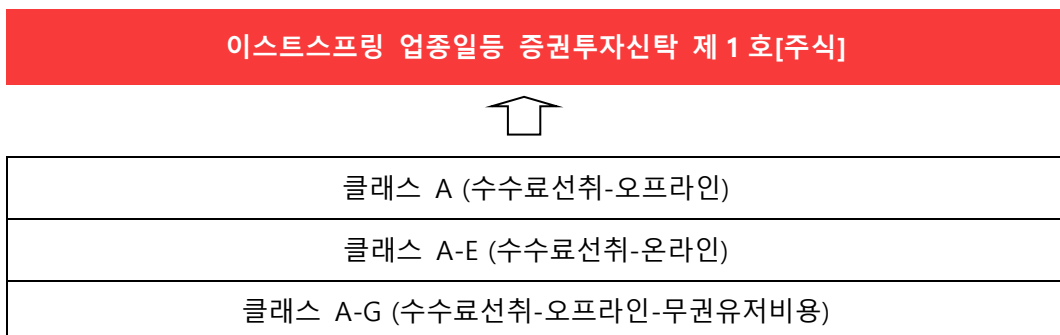 이스트스프링 업종일등 증권투자신탁 제 1 호[주식]
클래스 A (수수료선취-오프라인)
클래스 A-E (수수료선취-온라인)
클래스 A-G (수수료선취-오프라인-무권유저비용)